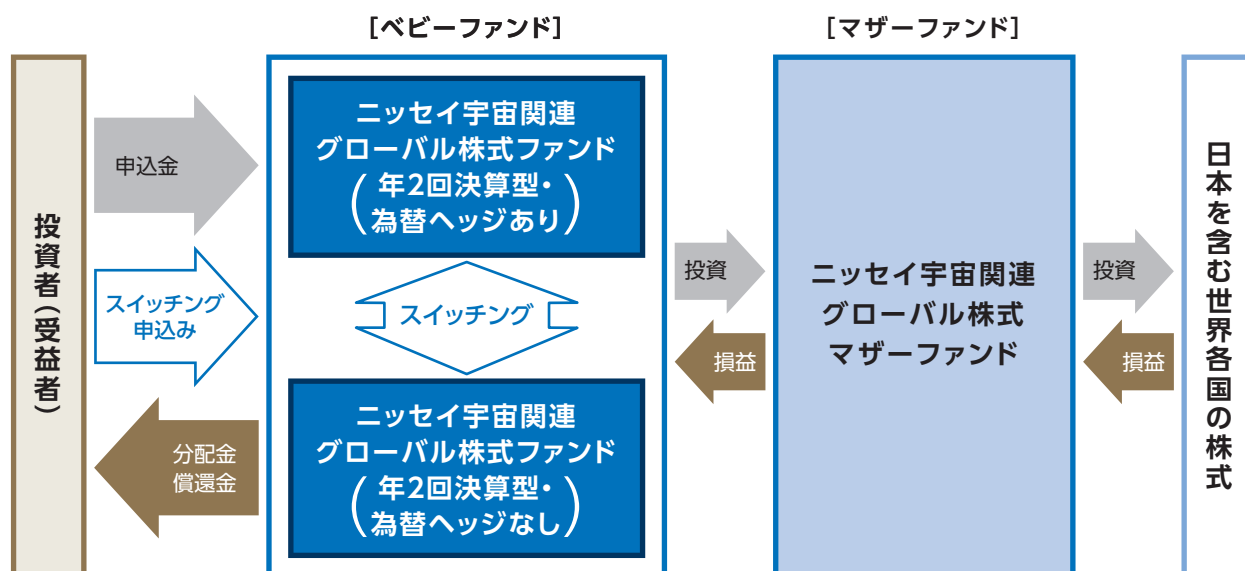 ［ベビーファンド］
［マザーファンド］
投資者（受益者）
申込金
スイッチング
申込み
分配金
償還金
ニッセイ宇宙関連
グローバル株式ファンド
（年2回決算型・
為替ヘッジあり）
スイッチング
ニッセイ宇宙関連
グローバル株式ファンド
（年2回決算型・
為替ヘッジなし）
投資
損益
ニッセイ宇宙関連
グローバル株式
マザーファンド
投資
損益
日本を含む世界各国の株式